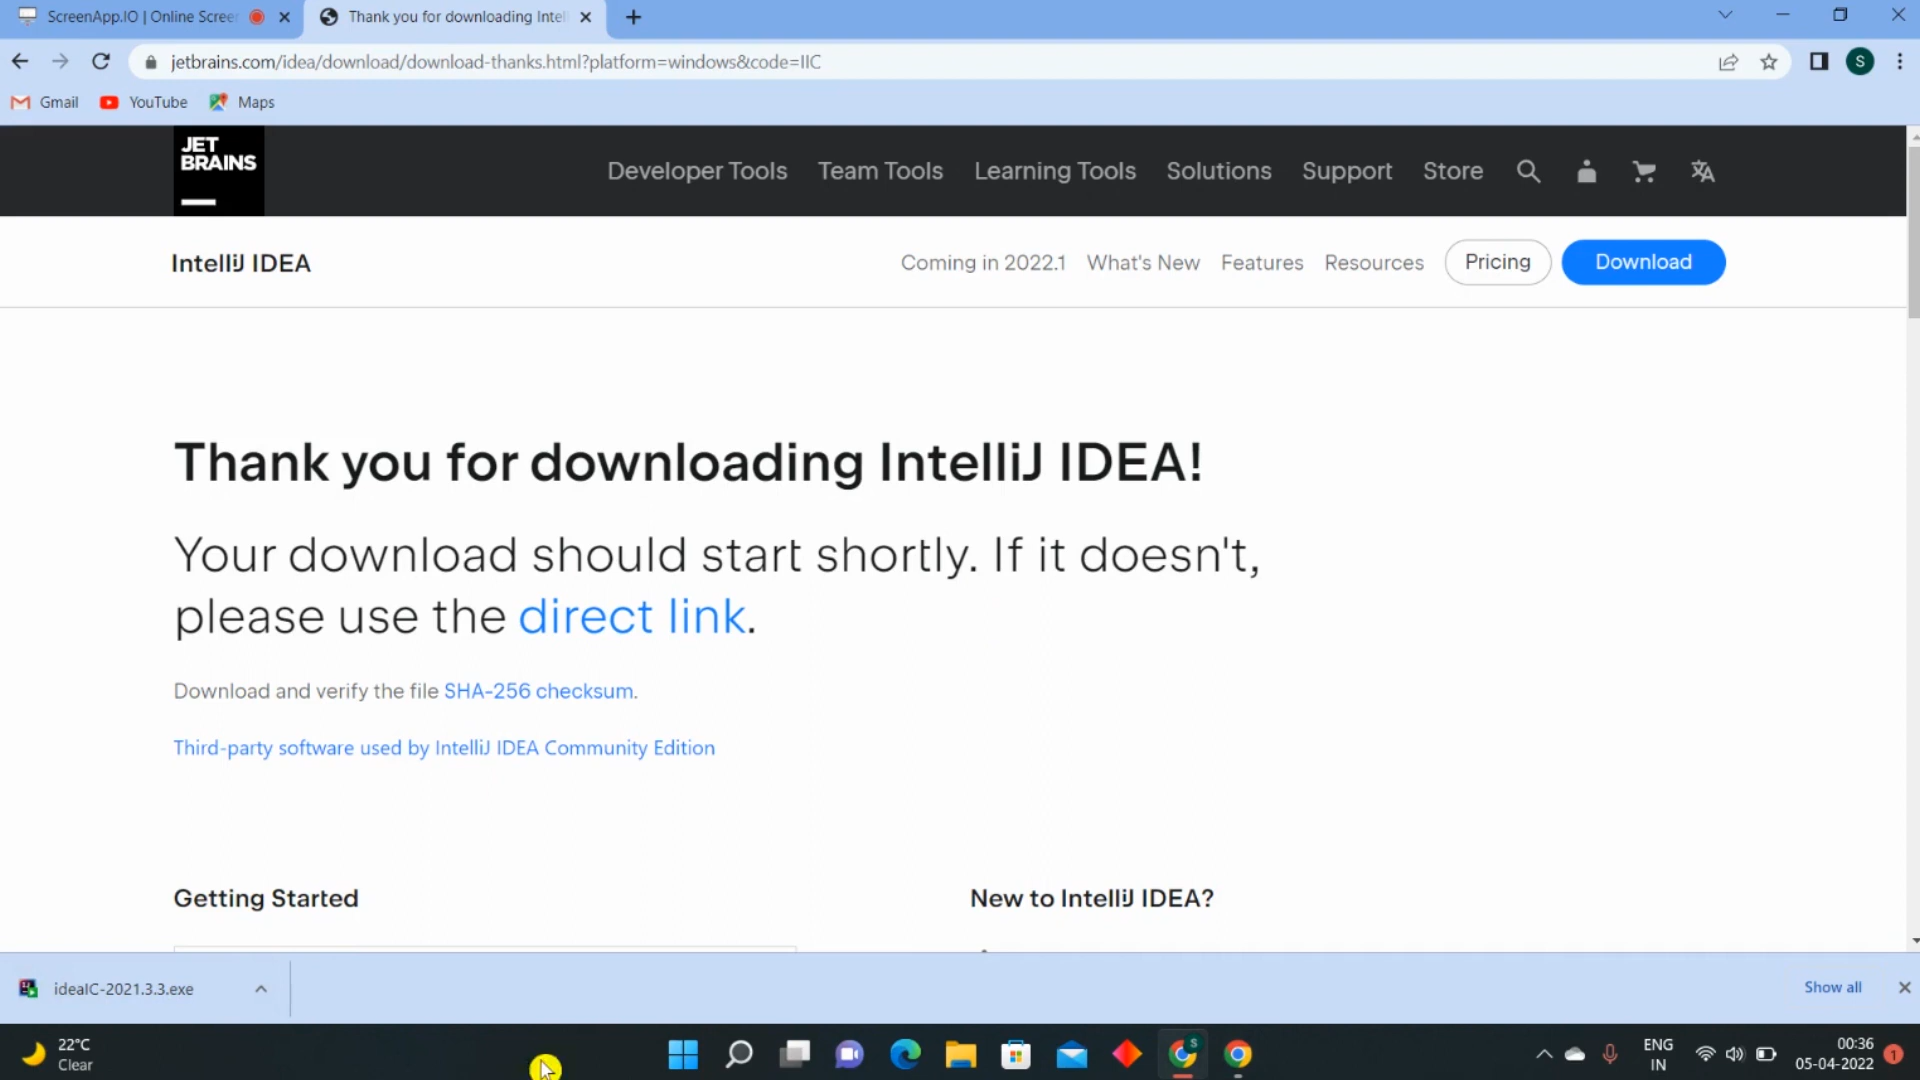 ScreenApp.IO | Online Scree
Thank you for downloading Intel
jetbrains.com/idea/download/download-thanks.html?platform=windows&code=IIC
S
Gmail
YouTube
Maps
JET
BRAINS
Developer Tools
Team Tools
Learning Tools
Solutions
Support
Store
IntelliJ IDEA
Coming in 2022.1
What's New
Features
Resources
Pricing
Download
Thank you for downloading IntelliJ IDEA!
Your download should start shortly. If it doesn't,
please use the direct link.
Download and verify the file SHA-256 checksum.
Third-party software used by IntelliJ IDEA Community Edition
Getting Started
New to IntelliJ IDEA?
ideaIC-2021.3.3.exe
Show all
22°C
Clear
S
ENG
IN
00:36
05-04-2022
1